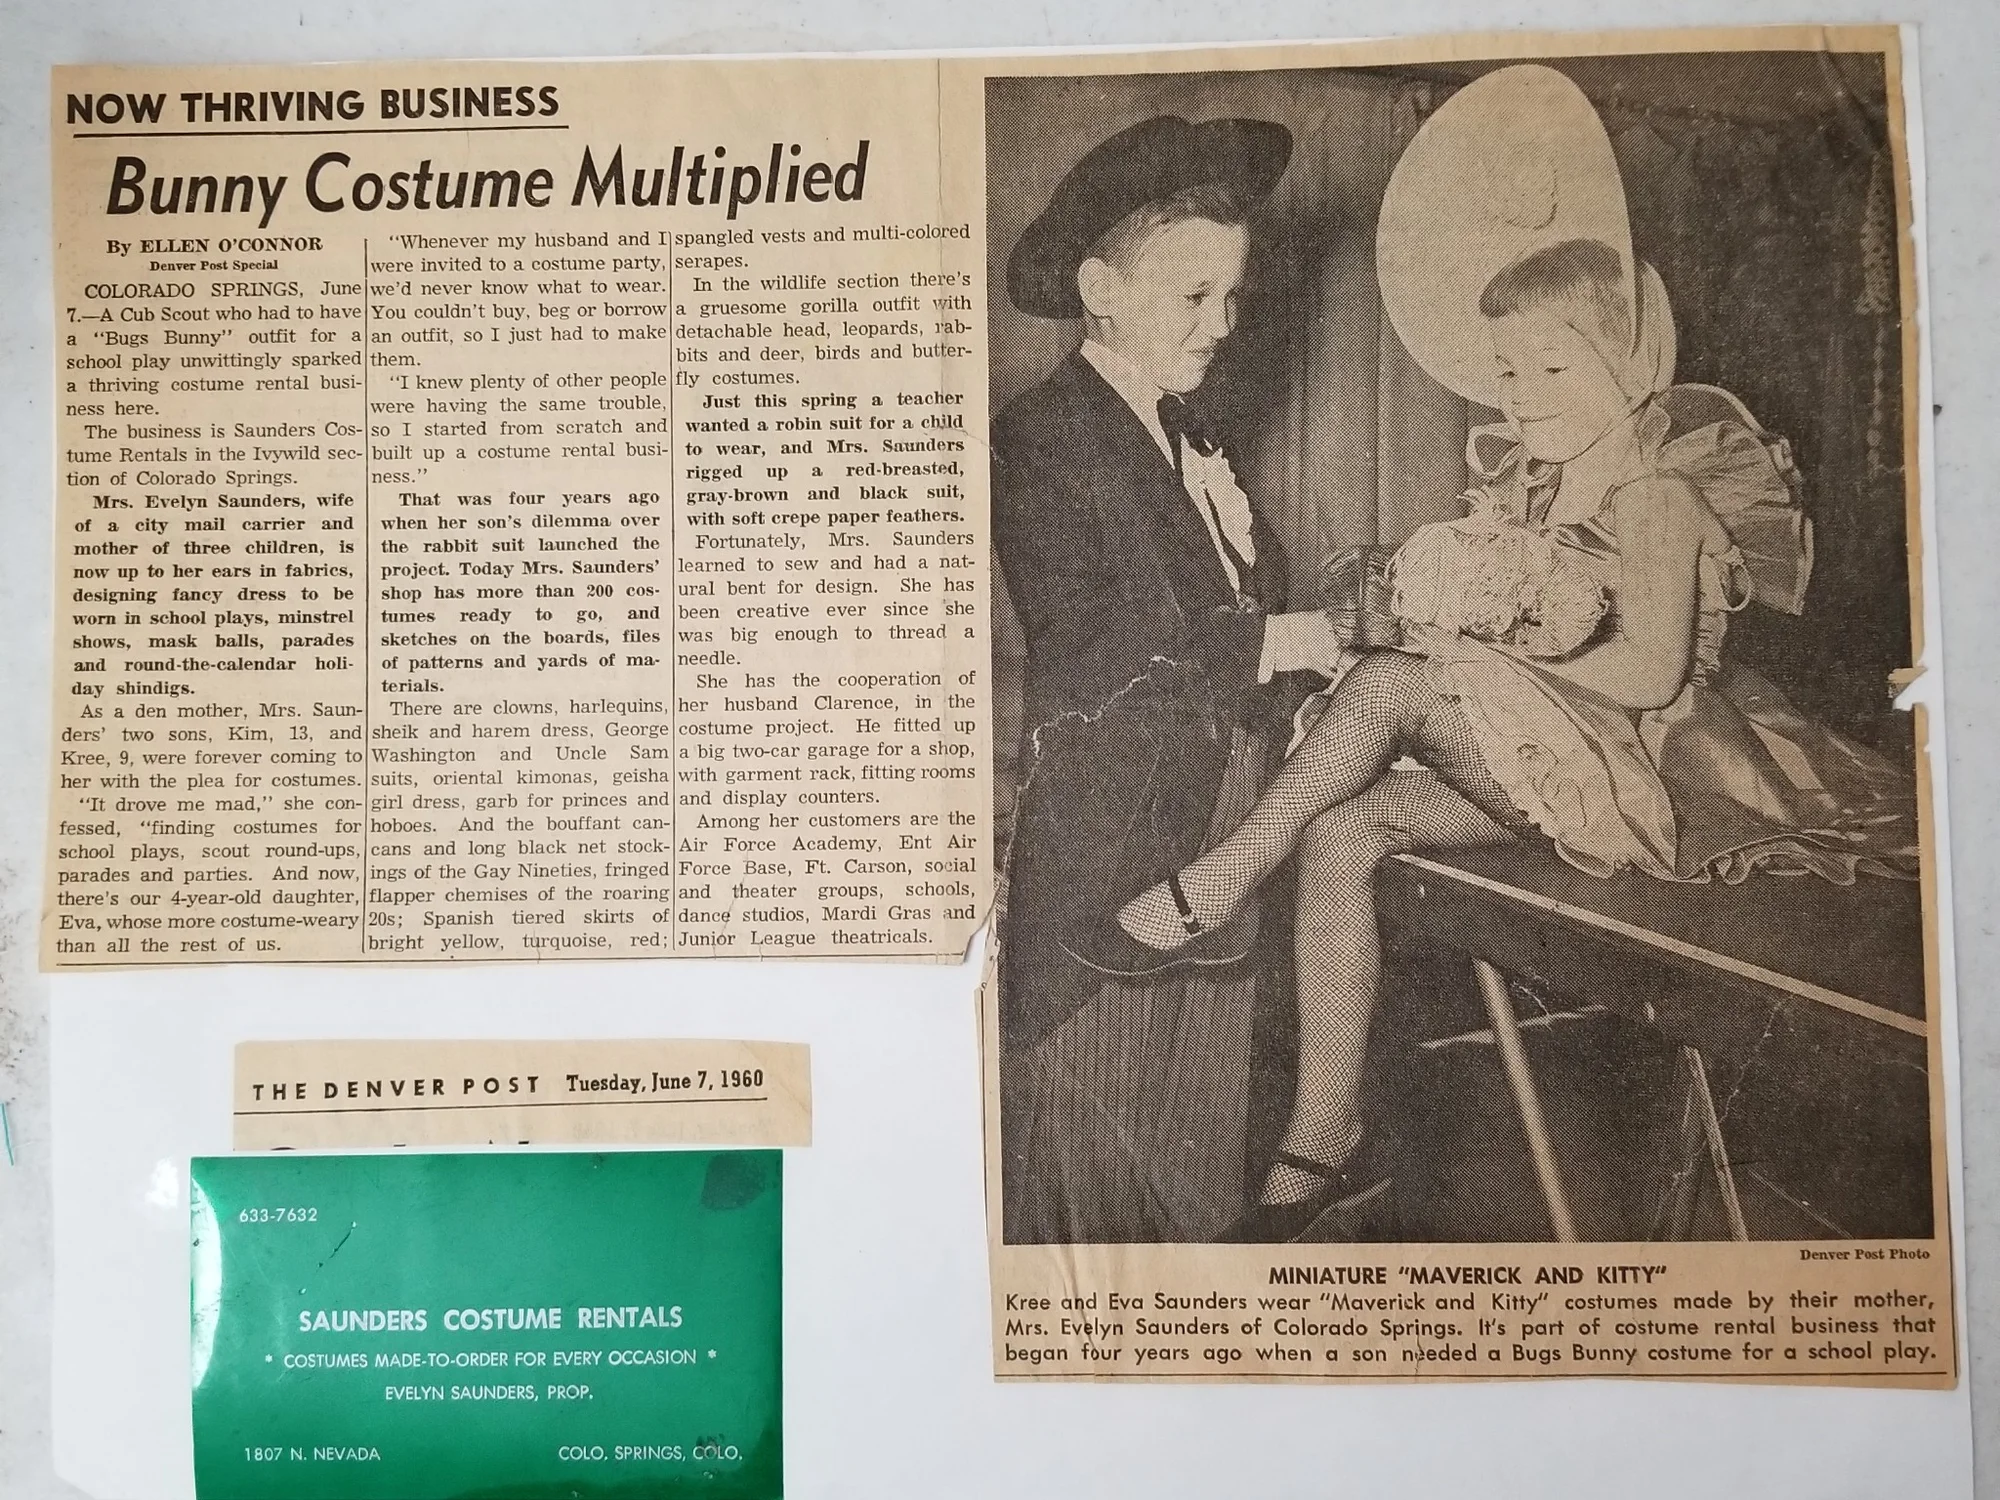 NOW THRIVING BUSINESS
Bunny Costume Multiplied
By ELLEN O'CONNOR
Denver Post Special
COLORADO SPRINGS, June
7.—A Cub Scout who had to have
a "Bugs Bunny" outfit for a
school play unwittingly sparked
a thriving costume rental busi-
ness here.
The business is Saunders Cos-
tume Rentals in the Ivywild sec-
tion of Colorado Springs.
Mrs. Evelyn Saunders, wife
of a city mail carrier and
mother of three children, is
now up to her ears in fabrics,
designing fancy dress to be
worn in school plays, minstrel
shows, mask balls, parades
and round-the-calendar holi-
day shindigs.
As a den mother, Mrs. Saun-
ders' two sons, Kim, 13, and
Kree, 9, were forever coming to
her with the plea for costumes.
"It drove me mad," she con-
fessed, "finding costumes for
school plays, scout round-ups,
parades and parties. And now,
there's our 4-year-old daughter,
Eva, whose more costume-weary
than all the rest of us.
"Whenever my husband and I
were invited to a costume party,
we'd never know what to wear.
You couldn't buy, beg or borrow
an outfit, so I just had to make
them.
"I knew plenty of other people
were having the same trouble,
so I started from scratch and
built up a costume rental busi-
ness."
That was four years ago
when her son's dilemma over
the rabbit suit launched the
project. Today Mrs. Saunders'
shop has more than 200 cos-
tumes ready to go, and
sketches on the boards, files
of patterns and yards of ma-
terials.
There are clowns, harlequins,
sheik and harem dress, George
Washington and Uncle Sam
suits, oriental kimonas, geisha
girl dress, garb for princes and
hoboes. And the bouffant can-
cans and long black net stock-
ings of the Gay Nineties, fringed
flapper chemises of the roaring
20s; Spanish tiered skirts of
bright yellow, turquoise, red;
spangled vests and multi-colored
serapes.
In the wildlife section there's
a gruesome gorilla outfit with
detachable head, leopards, rab-
bits and deer, birds and butter-
fly costumes.
Just this spring a teacher
wanted a robin suit for a child
to wear, and Mrs. Saunders
rigged up a red-breasted,
gray-brown and black suit,
with soft crepe paper feathers.
Fortunately, Mrs. Saunders
learned to sew and had a nat-
ural bent for design. She has
been creative ever since she
was big enough to thread a
needle.
She has the cooperation of
her husband Clarence, in the
costume project. He fitted up
a big two-car garage for a shop,
with garment rack, fitting rooms
and display counters.
Among her customers are the
Air Force Academy, Ent Air
Force Base, Ft. Carson, social
and theater groups, schools,
dance studios, Mardi Gras and
Junior League theatricals.
Denver Post Photo
MINIATURE "MAVERICK AND KITTY"
Kree and Eva Saunders wear "Maverick and Kitty" costumes made by their mother,
Mrs. Evelyn Saunders of Colorado Springs. It's part of costume rental business that
began four years ago when a son needed a Bugs Bunny costume for a school play.
THE DENVER POST Tuesday, June 7, 1960
633-7632
SAUNDERS COSTUME RENTALS
* COSTUMES MADE-TO-ORDER FOR EVERY OCCASION *
EVELYN SAUNDERS, PROP.
1807 N. NEVADA COLO. SPRINGS, COLO.